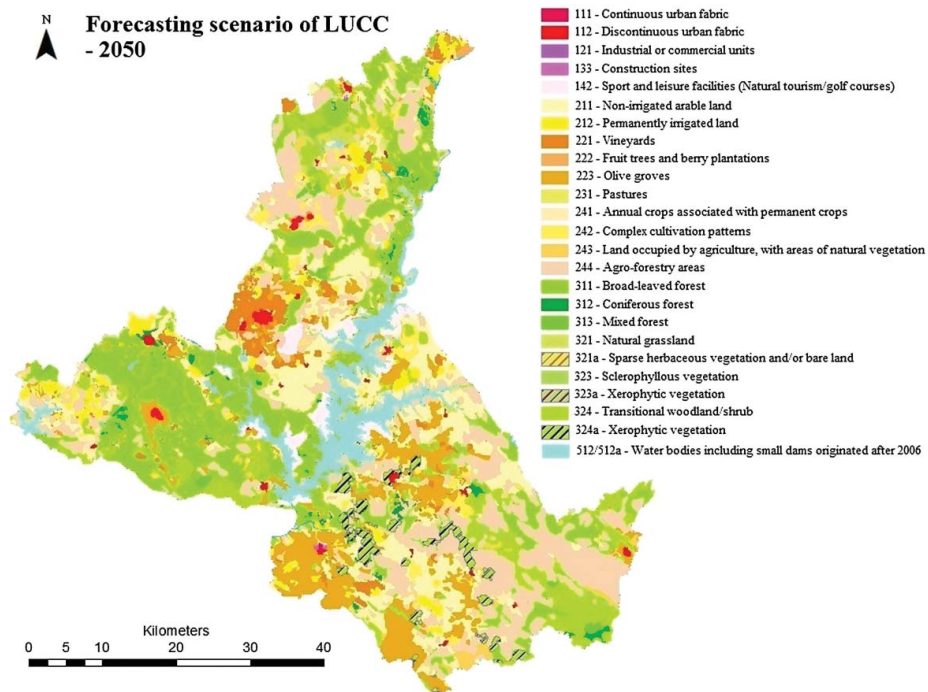 N
Forecasting scenario of LUCC
- 2050
111 - Continuous urban fabric
112 - Discontinuous urban fabric
121 - Industrial or commercial units
133 - Construction sites
142 - Sport and leisure facilities (Natural tourism/golf courses)
211 - Non-irrigated arable land
212 - Permanently irrigated land
221 - Vineyards
222 - Fruit trees and berry plantations
223 - Olive groves
231 - Pastures
241 - Annual crops associated with permanent crops
242 - Complex cultivation patterns
243 - Land occupied by agriculture, with areas of natural vegetation
244 - Agro-forestry areas
311 - Broad-leaved forest
312 - Coniferous forest
313 - Mixed forest
321 - Natural grassland
321a - Sparse herbaceous vegetation and/or bare land
323 - Sclerophyllous vegetation
323a - Xerophytic vegetation
324 - Transitional woodland/shrub
324a - Xerophytic vegetation
512/512a - Water bodies including small dams originated after 2006
Kilometers
0 5 10 20 30 40